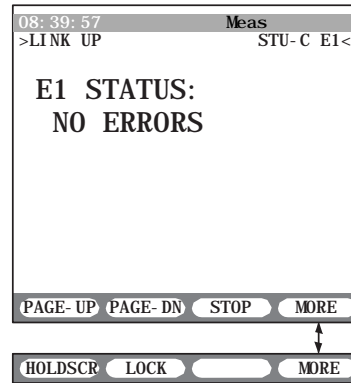 08:39:57 Meas
>LINK UP STU-C E1<
E1 STATUS:
NO ERRORS
PAGE-UP PAGE-DN STOP MORE
HOLDSCR LOCK MORE